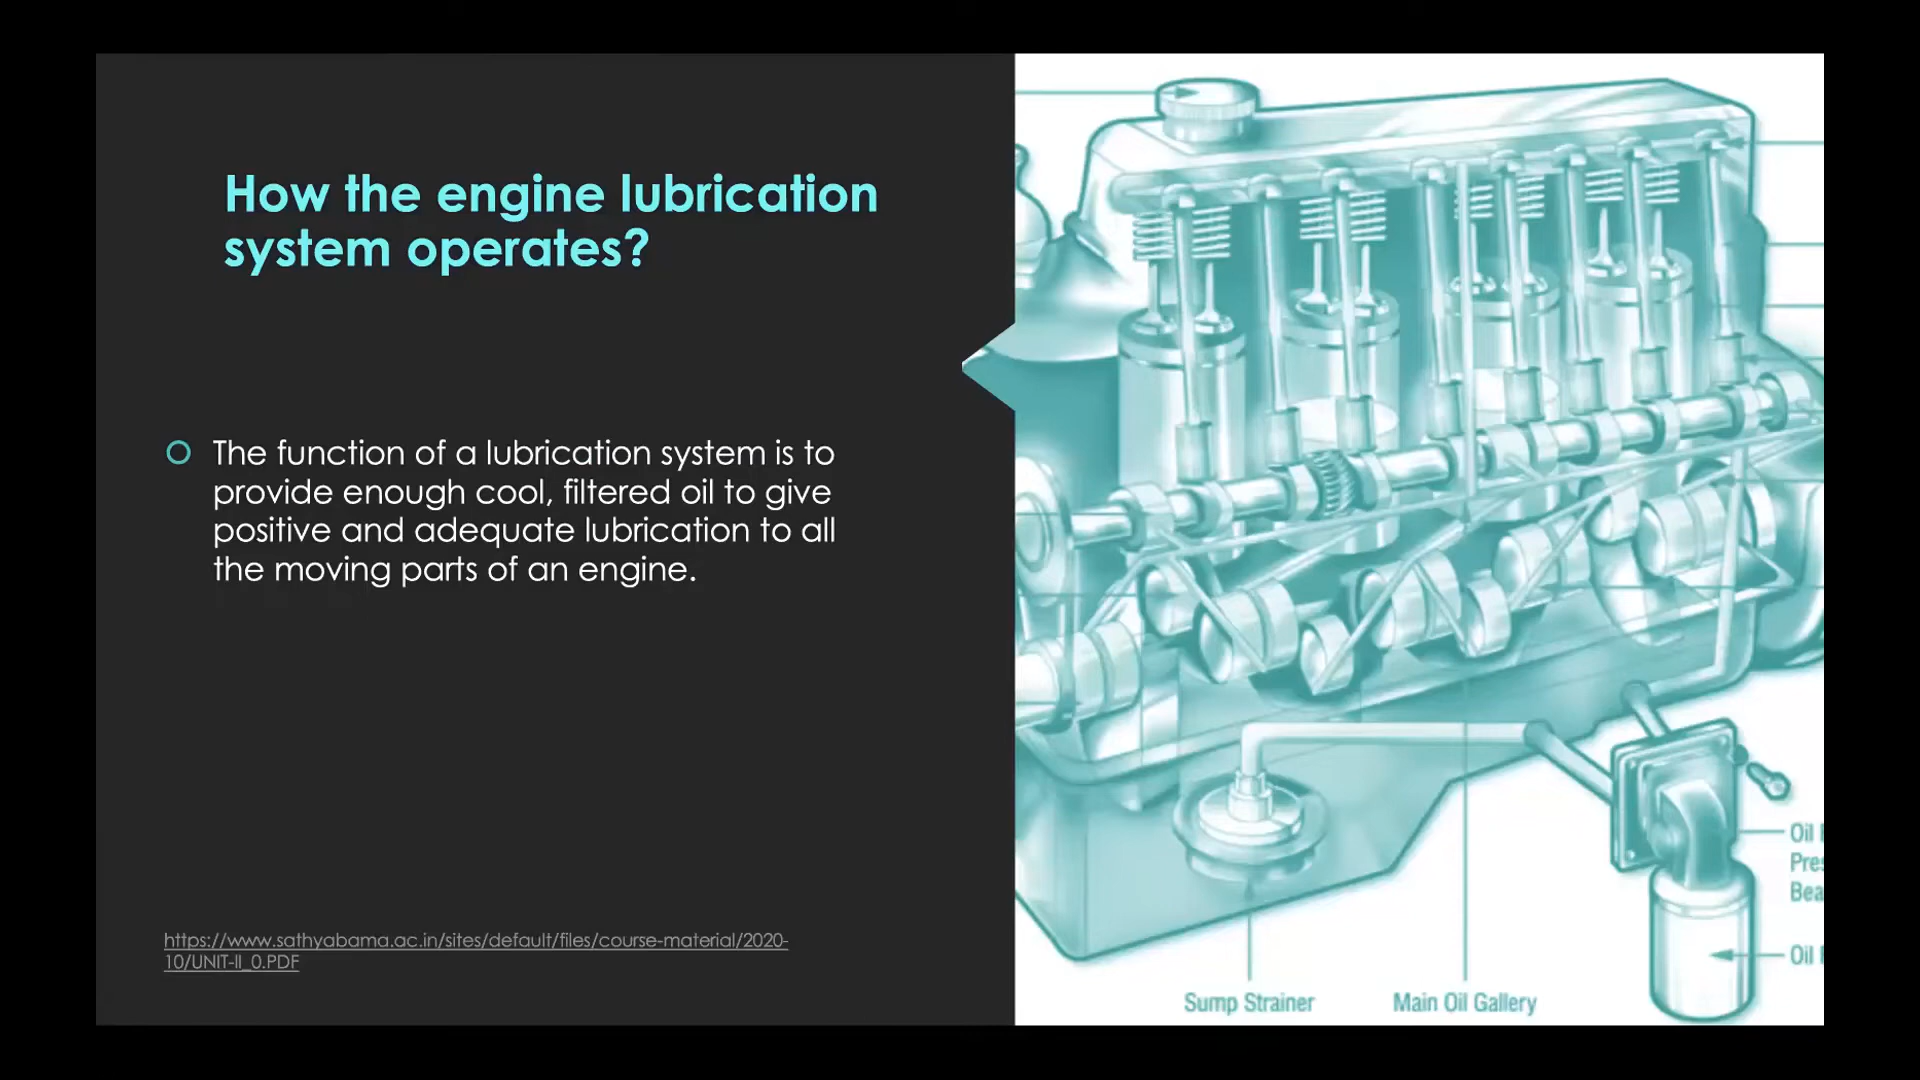 How the engine lubrication
system operates?
The function of a lubrication system is to
provide enough cool, filtered oil to give
positive and adequate lubrication to all
the moving parts of an engine.
https://www.sathyabama.ac.in/sites/default/files/course-material/2020-
10/UNIT-II_0.PDF
Oil
Oil
Sump Strainer
Main Oil Gallery